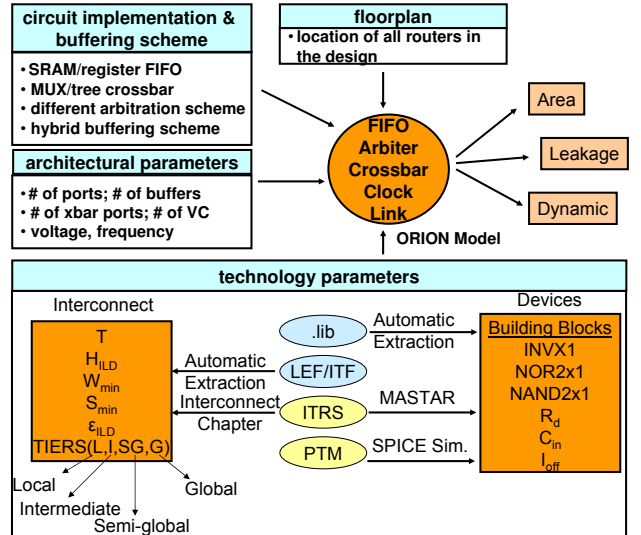 circuit implementation &
buffering scheme
• SRAM/register FIFO
• MUX/tree crossbar
• different arbitration scheme
• hybrid buffering scheme
floorplan
• location of all routers in
the design
architectural parameters
• # of ports; # of buffers
• # of xbar ports; # of VC
• voltage, frequency
FIFO
Arbiter
Crossbar
Clock
Link
Area
Leakage
Dynamic
ORION Model
technology parameters
Interconnect
T
H_ILD
W_min
S_min
ε_ILD
TIERS(L,I,SG,G)
Local
Intermediate
Semi-global
Global
Automatic
Extraction
Interconnect
Chapter
.lib
LEF/ITF
ITRS
PTM
Automatic
Extraction
MASTAR
SPICE Sim.
Devices
Building Blocks
INVX1
NOR2x1
NAND2x1
R_d
C_in
I_off